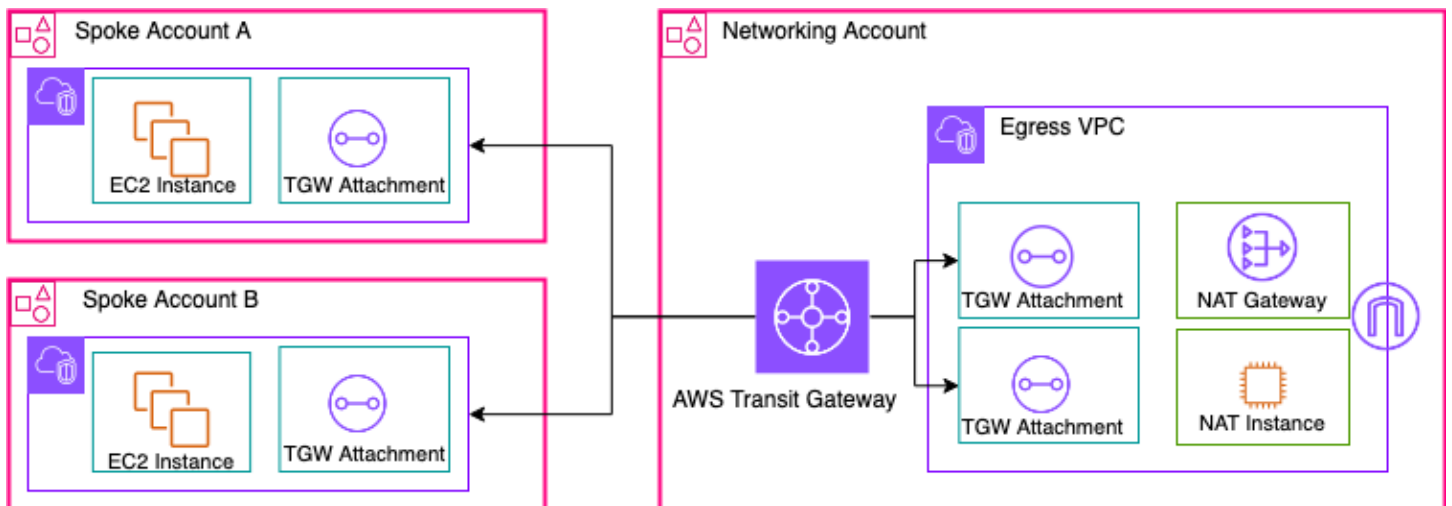 Spoke Account A
EC2 Instance
TGW Attachment
Spoke Account B
EC2 Instance
TGW Attachment
Networking Account
AWS Transit Gateway
Egress VPC
TGW Attachment
NAT Gateway
TGW Attachment
NAT Instance